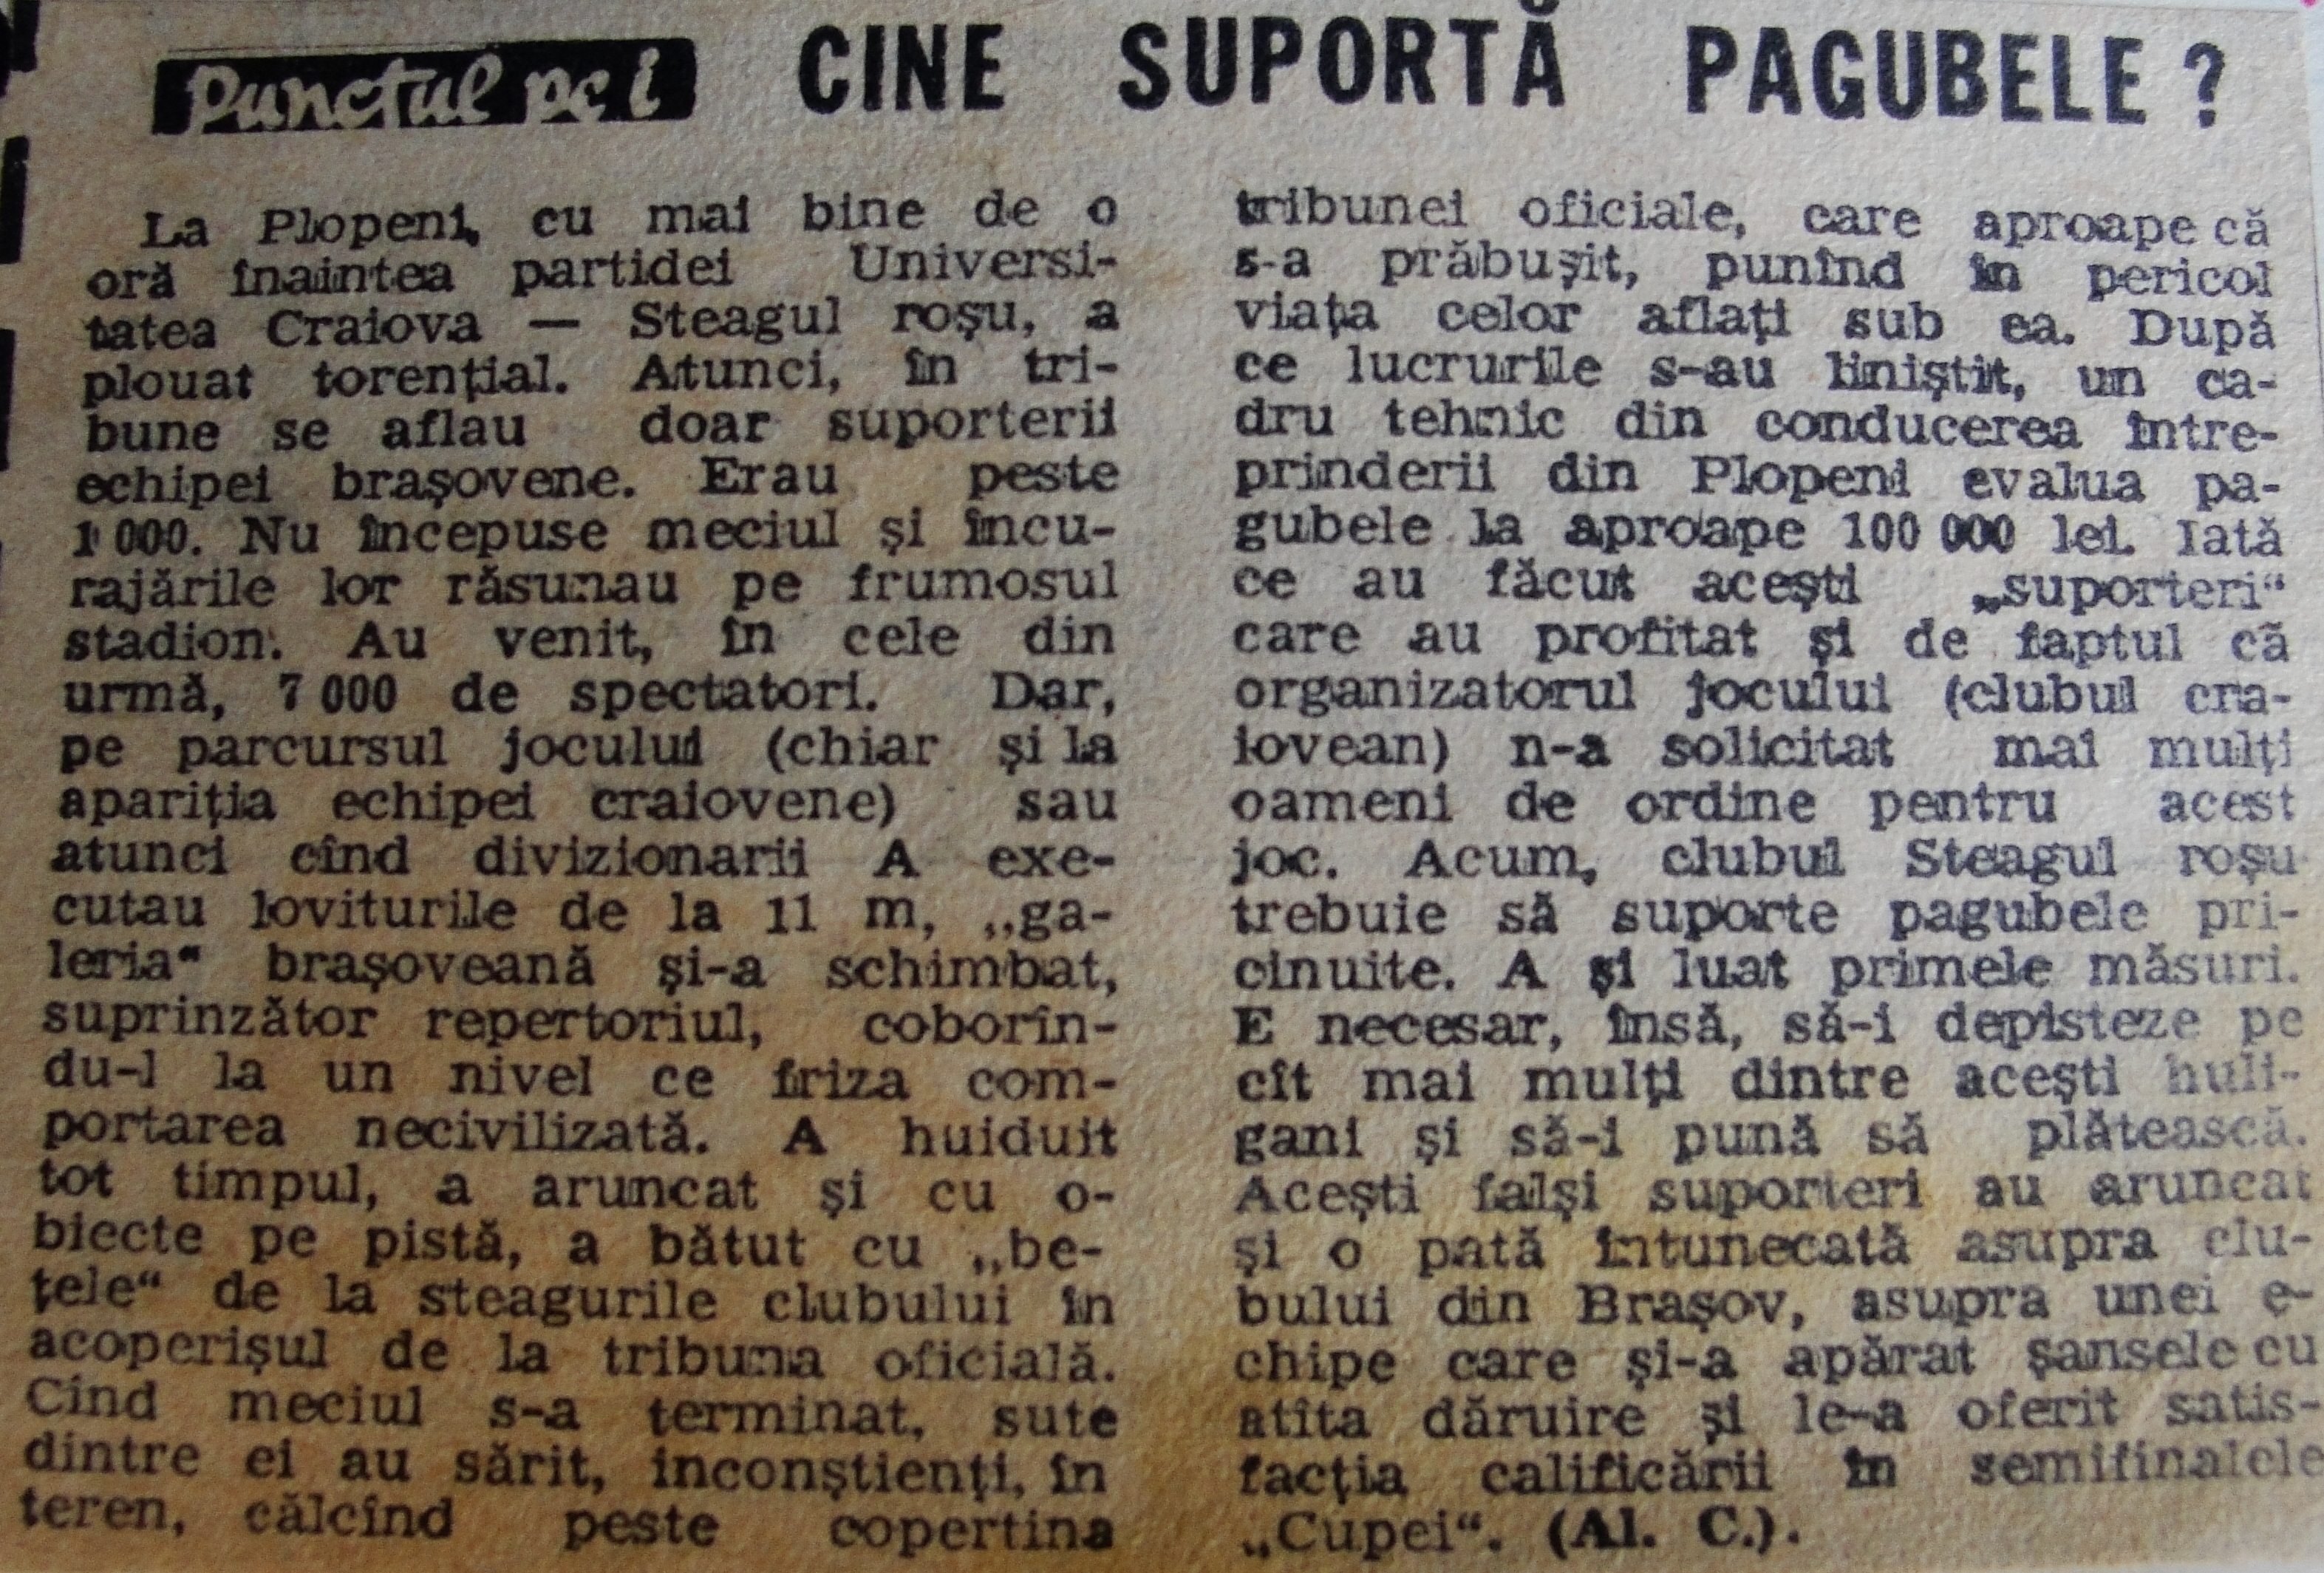 Punctul pe i
CINE SUPORTĂ PAGUBELE ?
La Plopeni, cu mai bine de o
oră înaintea partidei Universi-
tatea Craiova — Steagul roşu, a
plouat torenţial. Atunci, în tri-
bune se aflau doar suporterii
echipei braşovene. Erau peste
1 000. Nu începuse meciul şi încu-
rajările lor răsunau pe frumosul
stadion. Au venit, în cele din
urmă, 7 000 de spectatori. Dar,
pe parcursul jocului (chiar şi la
apariţia echipei craiovene) sau
atunci cînd divizionarii A exe-
cutau loviturile de la 11 m, „ga-
leria“ braşoveană şi-a schimbat,
suprinzător repertoriul, coborîn-
du-l la un nivel ce friza com-
portarea necivilizată. A huiduit
tot timpul, a aruncat şi cu o-
biecte pe pistă, a bătut cu „be-
ţele“ de la steagurile clubului în
acoperişul de la tribuna oficială.
Cînd meciul s-a terminat, sute
dintre ei au sărit, inconştienţi, în
teren, călcînd peste copertina
tribunei oficiale, care aproape că
s-a prăbuşit, punînd în pericol
viaţa celor aflaţi sub ea. După
ce lucrurile s-au liniştit, un ca-
dru tehnic din conducerea între-
prinderii din Plopeni evalua pa-
gubele la aproape 100 000 lei. Iată
ce au făcut aceşti „suporteri“
care au profitat şi de faptul că
organizatorul jocului (clubul cra-
iovean) n-a solicitat mai mulţi
oameni de ordine pentru acest
joc. Acum, clubul Steagul roşu
trebuie să suporte pagubele pri-
cinuite. A şi luat primele măsuri.
E necesar, însă, să-i depisteze pe
cît mai mulţi dintre aceşti huli-
gani şi să-i pună să plătească.
Aceşti falşi suporteri au aruncat
şi o pată întunecată asupra clu-
bului din Braşov, asupra unei e-
chipe care şi-a apărat şansele cu
atîta dăruire şi le-a oferit satis-
facţia calificării în semifinalele
„Cupei“. (Al. C.).